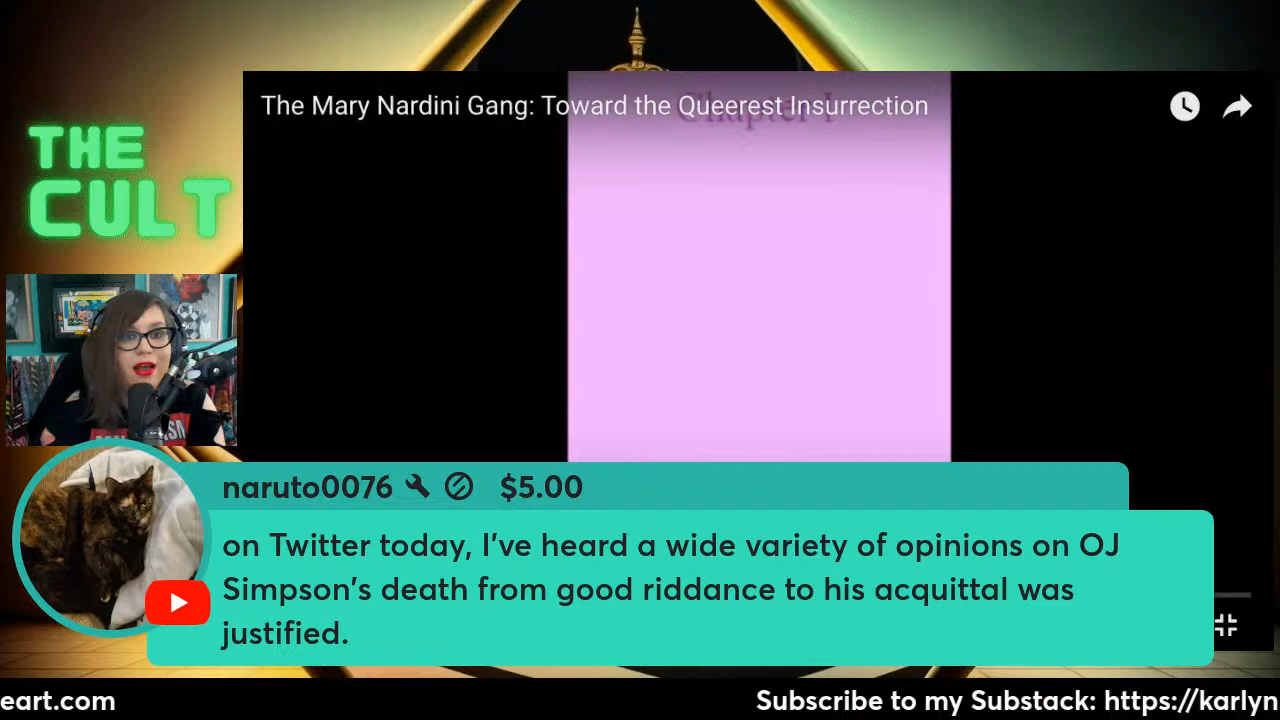 The Mary Nardini Gang: Toward the Queerest Insurrection
Chapter I
THE
CULT
naruto0076 $5.00
on Twitter today, I've heard a wide variety of opinions on OJ
Simpson's death from good riddance to his acquittal was
justified.
eart.com
Subscribe to my Substack: https://karlyn